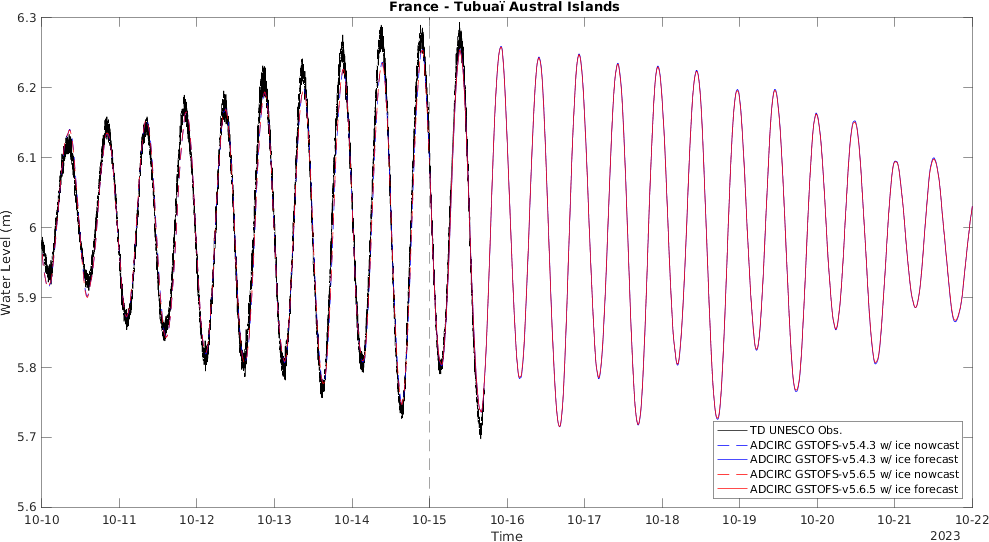 France - Tubuaï Austral Islands
6.3
6.2
6.1
6
5.9
5.8
5.7
5.6
Water Level (m)
TD UNESCO Obs.
ADCIRC GSTOFS-v5.4.3 w/ ice nowcast
ADCIRC GSTOFS-v5.4.3 w/ ice forecast
ADCIRC GSTOFS-v5.6.5 w/ ice nowcast
ADCIRC GSTOFS-v5.6.5 w/ ice forecast
10-10 10-11 10-12 10-13 10-14 10-15 10-16 10-17 10-18 10-19 10-20 10-21 10-22
Time
2023